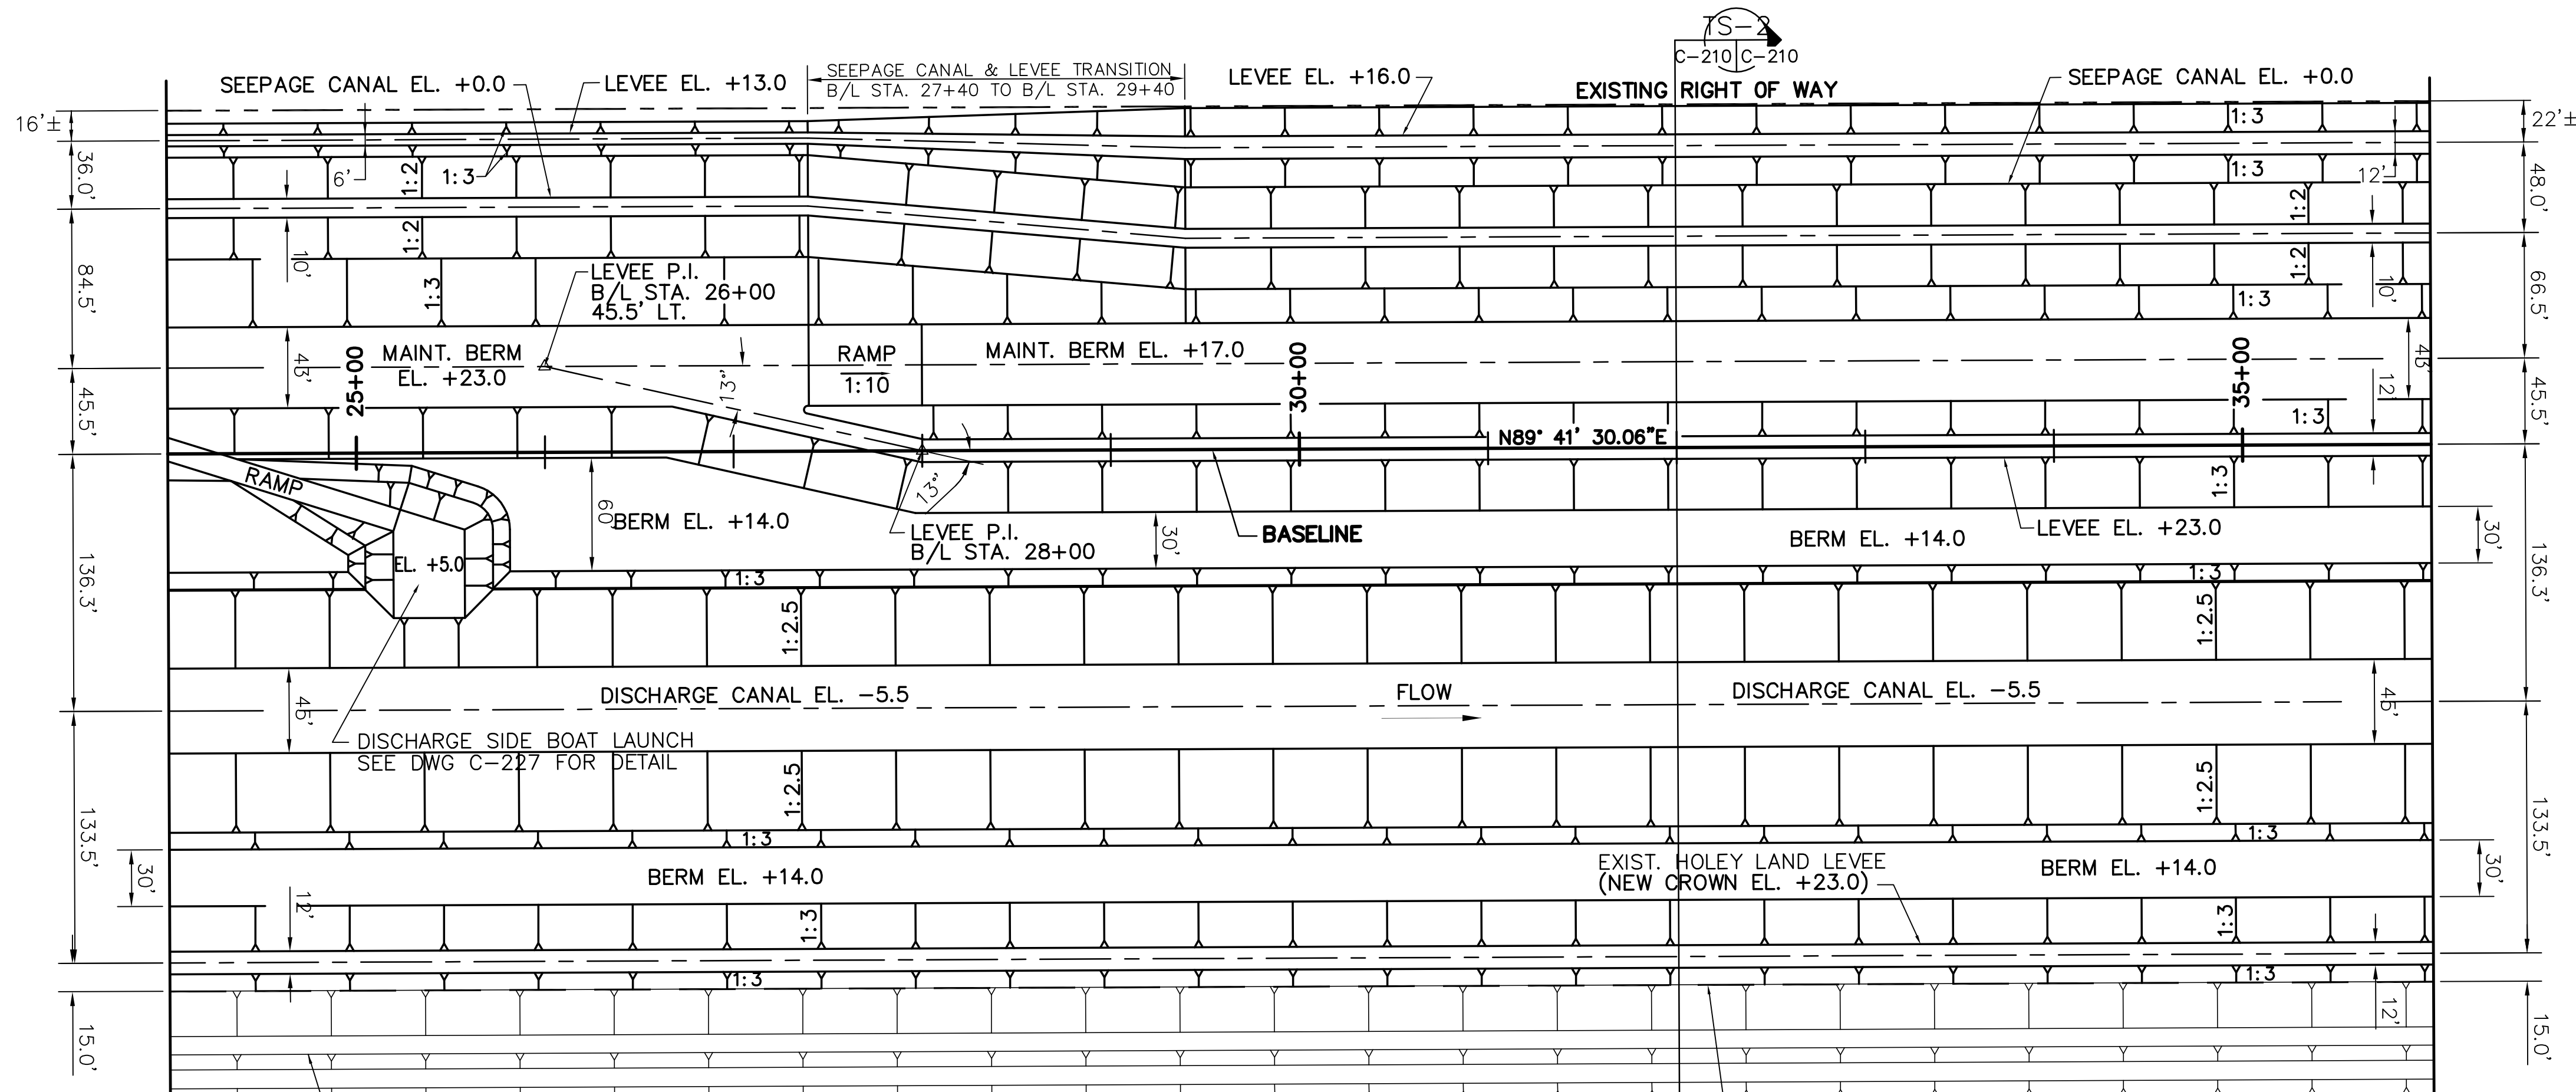 TS-2
C-210 C-210
SEEPAGE CANAL EL. +0.0
LEVEE EL. +13.0
SEEPAGE CANAL & LEVEE TRANSITION
B/L STA. 27+40 TO B/L STA. 29+40
LEVEE EL. +16.0
EXISTING RIGHT OF WAY
SEEPAGE CANAL EL. +0.0
16'±
22'±
1:3
36.0'
6'
1:2
1:3
1:3
12'
48.0'
1:2
1:2
1:2
10'
84.5'
1:3
LEVEE P.I.
B/L STA. 26+00
45.5' LT.
1:3
10'
66.5'
43'
25+00
MAINT. BERM
EL. +23.0
13°
RAMP
1:10
MAINT. BERM EL. +17.0
30+00
35+00
43'
12'
1:3
45.5'
45.5'
N89° 41' 30.06"E
RAMP
13°
1:3
60'
BERM EL. +14.0
LEVEE P.I.
B/L STA. 28+00
30'
BASELINE
BERM EL. +14.0
LEVEE EL. +23.0
30'
EL. +5.0
1:3
1:3
136.3'
136.3'
1:2.5
1:2.5
45'
DISCHARGE CANAL EL. -5.5
FLOW
DISCHARGE CANAL EL. -5.5
45'
DISCHARGE SIDE BOAT LAUNCH
SEE DWG C-227 FOR DETAIL
1:2.5
1:2.5
133.5'
133.5'
1:3
1:3
30'
BERM EL. +14.0
EXIST. HOLEY LAND LEVEE
(NEW CROWN EL. +23.0)
BERM EL. +14.0
30'
12'
1:3
1:3
1:3
1:3
12'
15.0'
15.0'